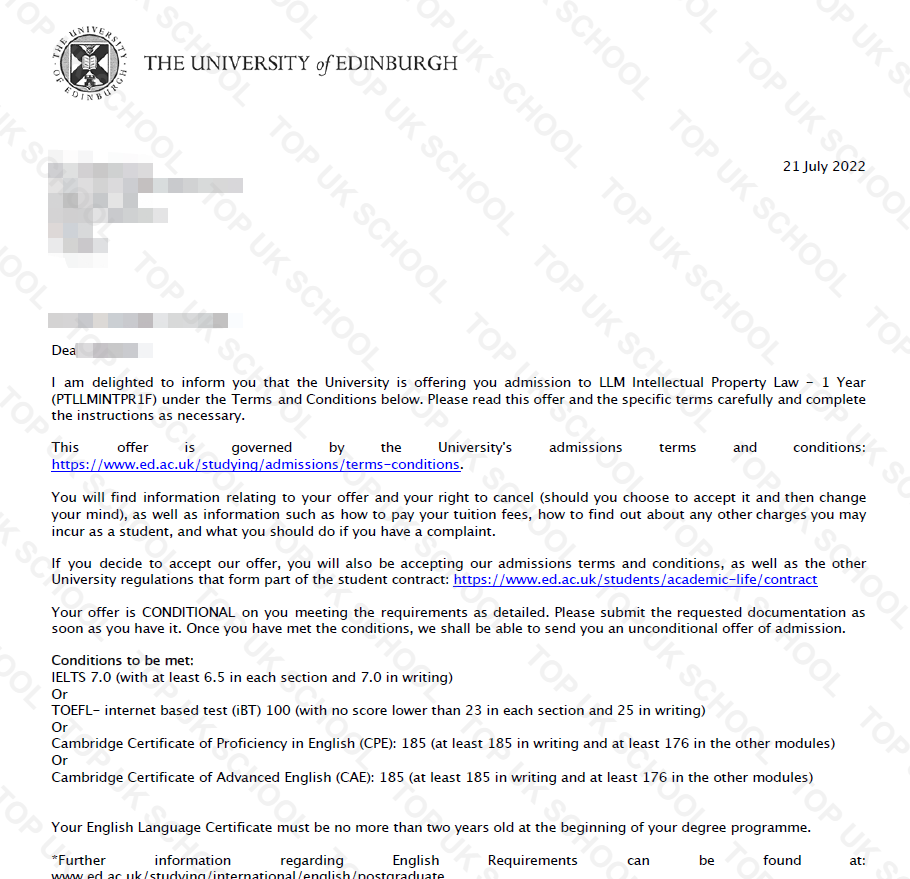 THE UNIVERSITY of EDINBURGH
21 July 2022
Dea
I am delighted to inform you that the University is offering you admission to LLM Intellectual Property Law – 1 Year
(PTLLMINTPR1F) under the Terms and Conditions below. Please read this offer and the specific terms carefully and complete
the instructions as necessary.
This offer is governed by the University's admissions terms and conditions:
https://www.ed.ac.uk/studying/admissions/terms-conditions.
You will find information relating to your offer and your right to cancel (should you choose to accept it and then change
your mind), as well as information such as how to pay your tuition fees, how to find out about any other charges you may
incur as a student, and what you should do if you have a complaint.
If you decide to accept our offer, you will also be accepting our admissions terms and conditions, as well as the other
University regulations that form part of the student contract: https://www.ed.ac.uk/students/academic-life/contract
Your offer is CONDITIONAL on you meeting the requirements as detailed. Please submit the requested documentation as
soon as you have it. Once you have met the conditions, we shall be able to send you an unconditional offer of admission.
Conditions to be met:
IELTS 7.0 (with at least 6.5 in each section and 7.0 in writing)
Or
TOEFL- internet based test (iBT) 100 (with no score lower than 23 in each section and 25 in writing)
Or
Cambridge Certificate of Proficiency in English (CPE): 185 (at least 185 in writing and at least 176 in the other modules)
Or
Cambridge Certificate of Advanced English (CAE): 185 (at least 185 in writing and at least 176 in the other modules)
Your English Language Certificate must be no more than two years old at the beginning of your degree programme.
*Further information regarding English Requirements can be found at:
www.ed.ac.uk/studying/international/english/postgraduate
TOP UK SCHOOL